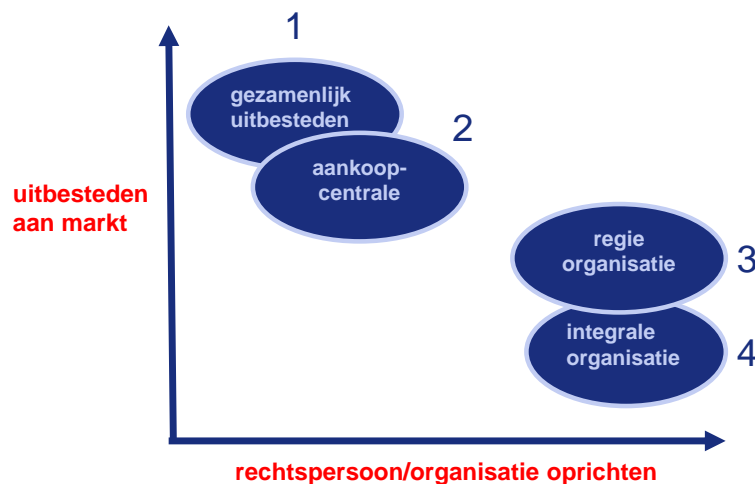 1
gezamenlijk
uitbesteden
2
aankoop-
centrale
uitbesteden
aan markt
regie
organisatie
3
integrale
organisatie
4
rechtspersoon/organisatie oprichten